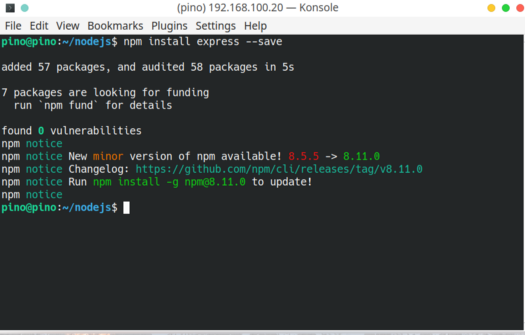 (pino) 192.168.100.20 — Konsole
File Edit View Bookmarks Plugins Settings Help
pino@pino:~/nodejs$ npm install express --save
added 57 packages, and audited 58 packages in 5s
7 packages are looking for funding
  run `npm fund` for details
found 0 vulnerabilities
npm notice
npm notice New minor version of npm available! 8.5.5 -> 8.11.0
npm notice Changelog: https://github.com/npm/cli/releases/tag/v8.11.0
npm notice Run npm install -g npm@8.11.0 to update!
npm notice
pino@pino:~/nodejs$